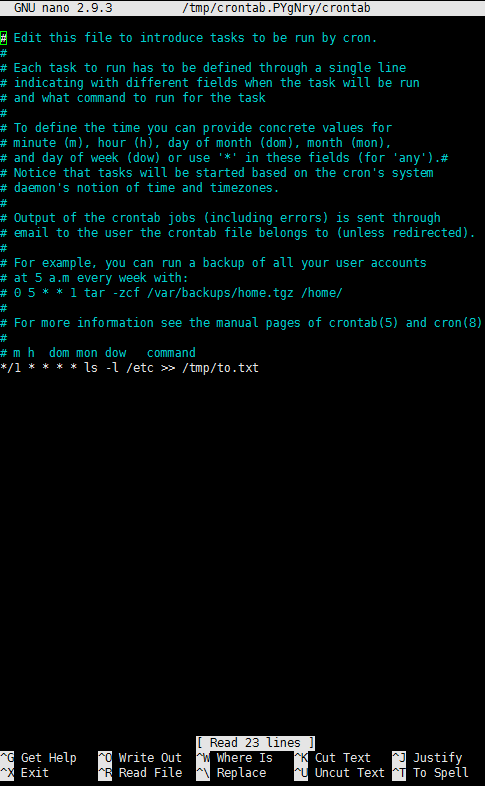 GNU nano 2.9.3 /tmp/crontab.PYgNry/crontab
# Edit this file to introduce tasks to be run by cron.
#
# Each task to run has to be defined through a single line
# indicating with different fields when the task will be run
# and what command to run for the task
#
# To define the time you can provide concrete values for
# minute (m), hour (h), day of month (dom), month (mon),
# and day of week (dow) or use '*' in these fields (for 'any').#
# Notice that tasks will be started based on the cron's system
# daemon's notion of time and timezones.
#
# Output of the crontab jobs (including errors) is sent through
# email to the user the crontab file belongs to (unless redirected).
#
# For example, you can run a backup of all your user accounts
# at 5 a.m every week with:
# 0 5 * * 1 tar -zcf /var/backups/home.tgz /home/
#
# For more information see the manual pages of crontab(5) and cron(8)
#
# m h  dom mon dow   command
*/1 * * * * ls -l /etc >> /tmp/to.txt
[ Read 23 lines ]
^G Get Help ^O Write Out ^W Where Is ^K Cut Text ^J Justify
^X Exit ^R Read File ^\ Replace ^U Uncut Text ^T To Spell